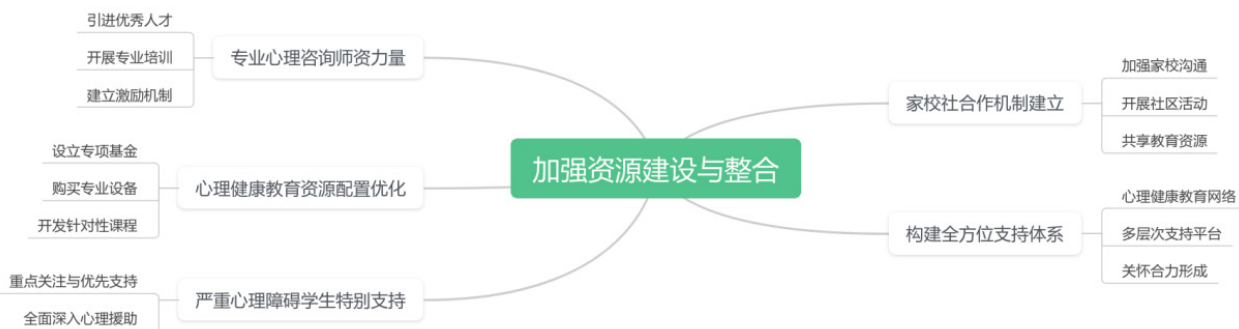 加强资源建设与整合
专业心理咨询师资力量
引进优秀人才
开展专业培训
建立激励机制
心理健康教育资源配置优化
设立专项基金
购买专业设备
开发针对性课程
严重心理障碍学生特别支持
重点关注与优先支持
全面深入心理援助
家校社合作机制建立
加强家校沟通
开展社区活动
共享教育资源
构建全方位支持体系
心理健康教育网络
多层次支持平台
关怀合力形成